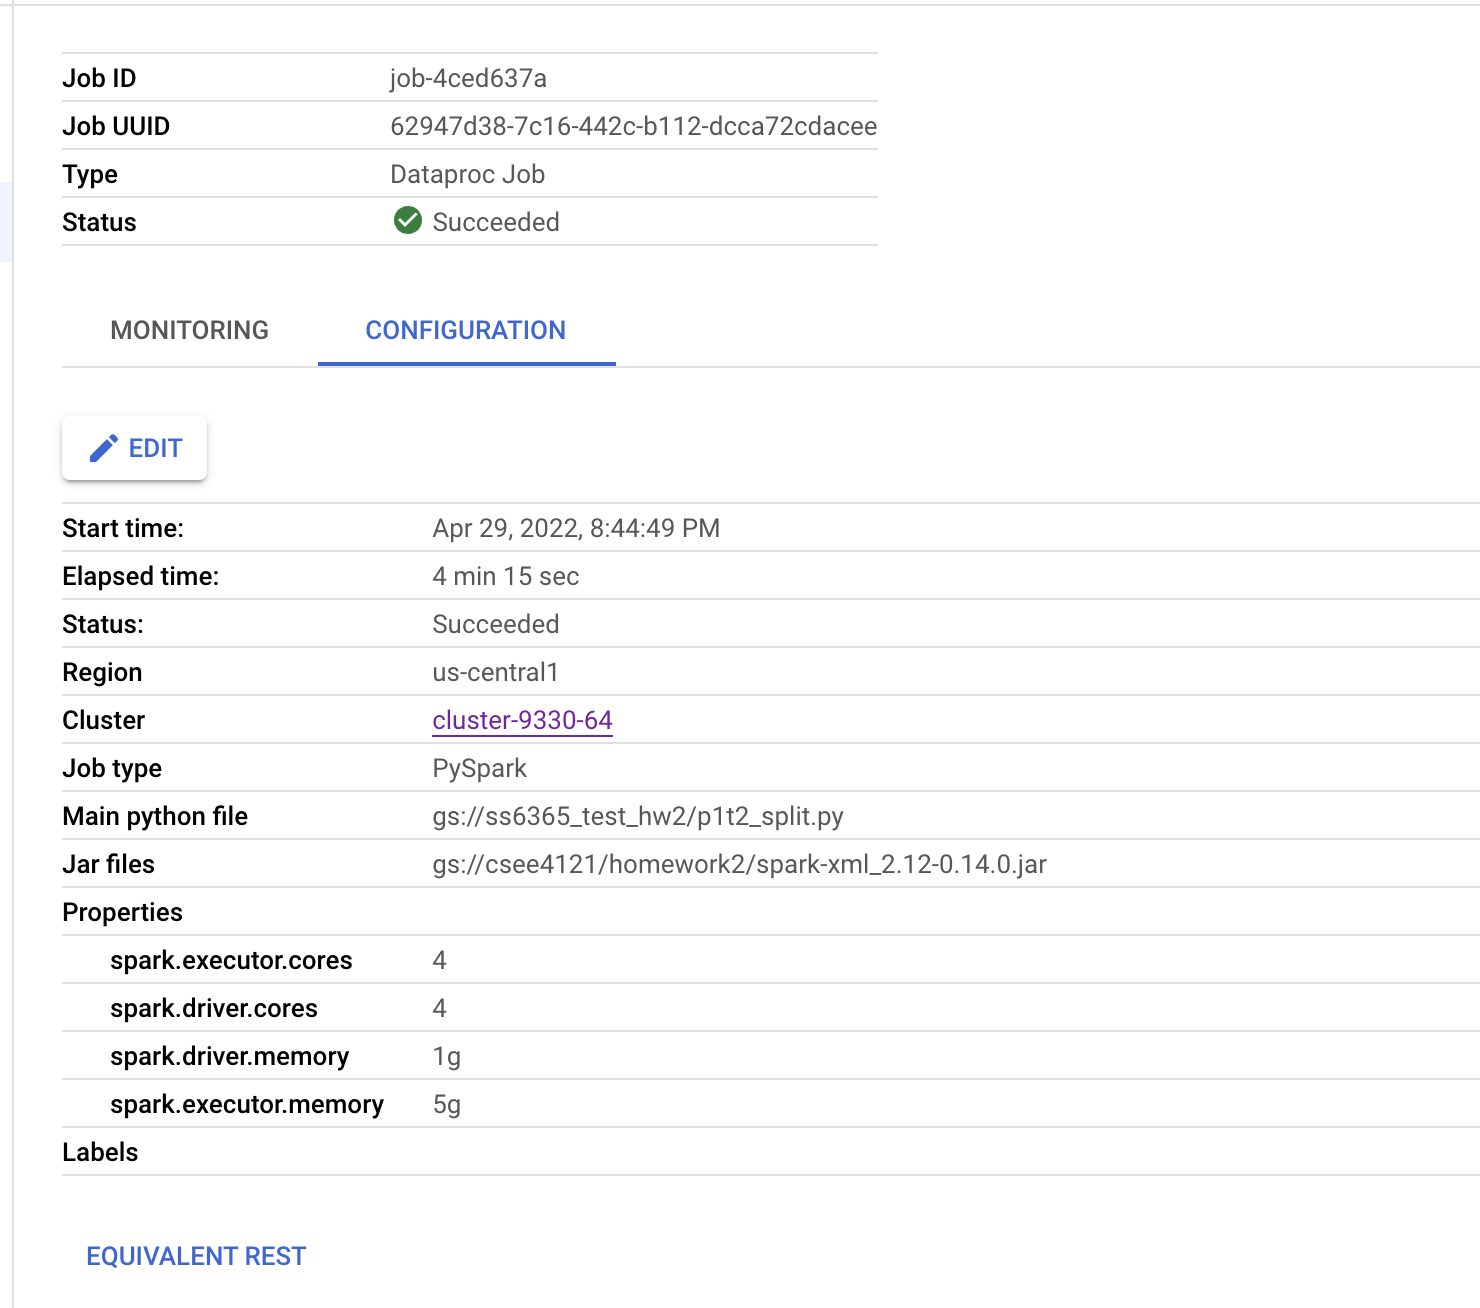 Job ID job-4ced637a
Job UUID 62947d38-7c16-442c-b112-dcca72cdacee
Type Dataproc Job
Status Succeeded
MONITORING CONFIGURATION
EDIT
Start time: Apr 29, 2022, 8:44:49 PM
Elapsed time: 4 min 15 sec
Status: Succeeded
Region us-central1
Cluster cluster-9330-64
Job type PySpark
Main python file gs://ss6365_test_hw2/p1t2_split.py
Jar files gs://csee4121/homework2/spark-xml_2.12-0.14.0.jar
Properties
spark.executor.cores 4
spark.driver.cores 4
spark.driver.memory 1g
spark.executor.memory 5g
Labels
EQUIVALENT REST